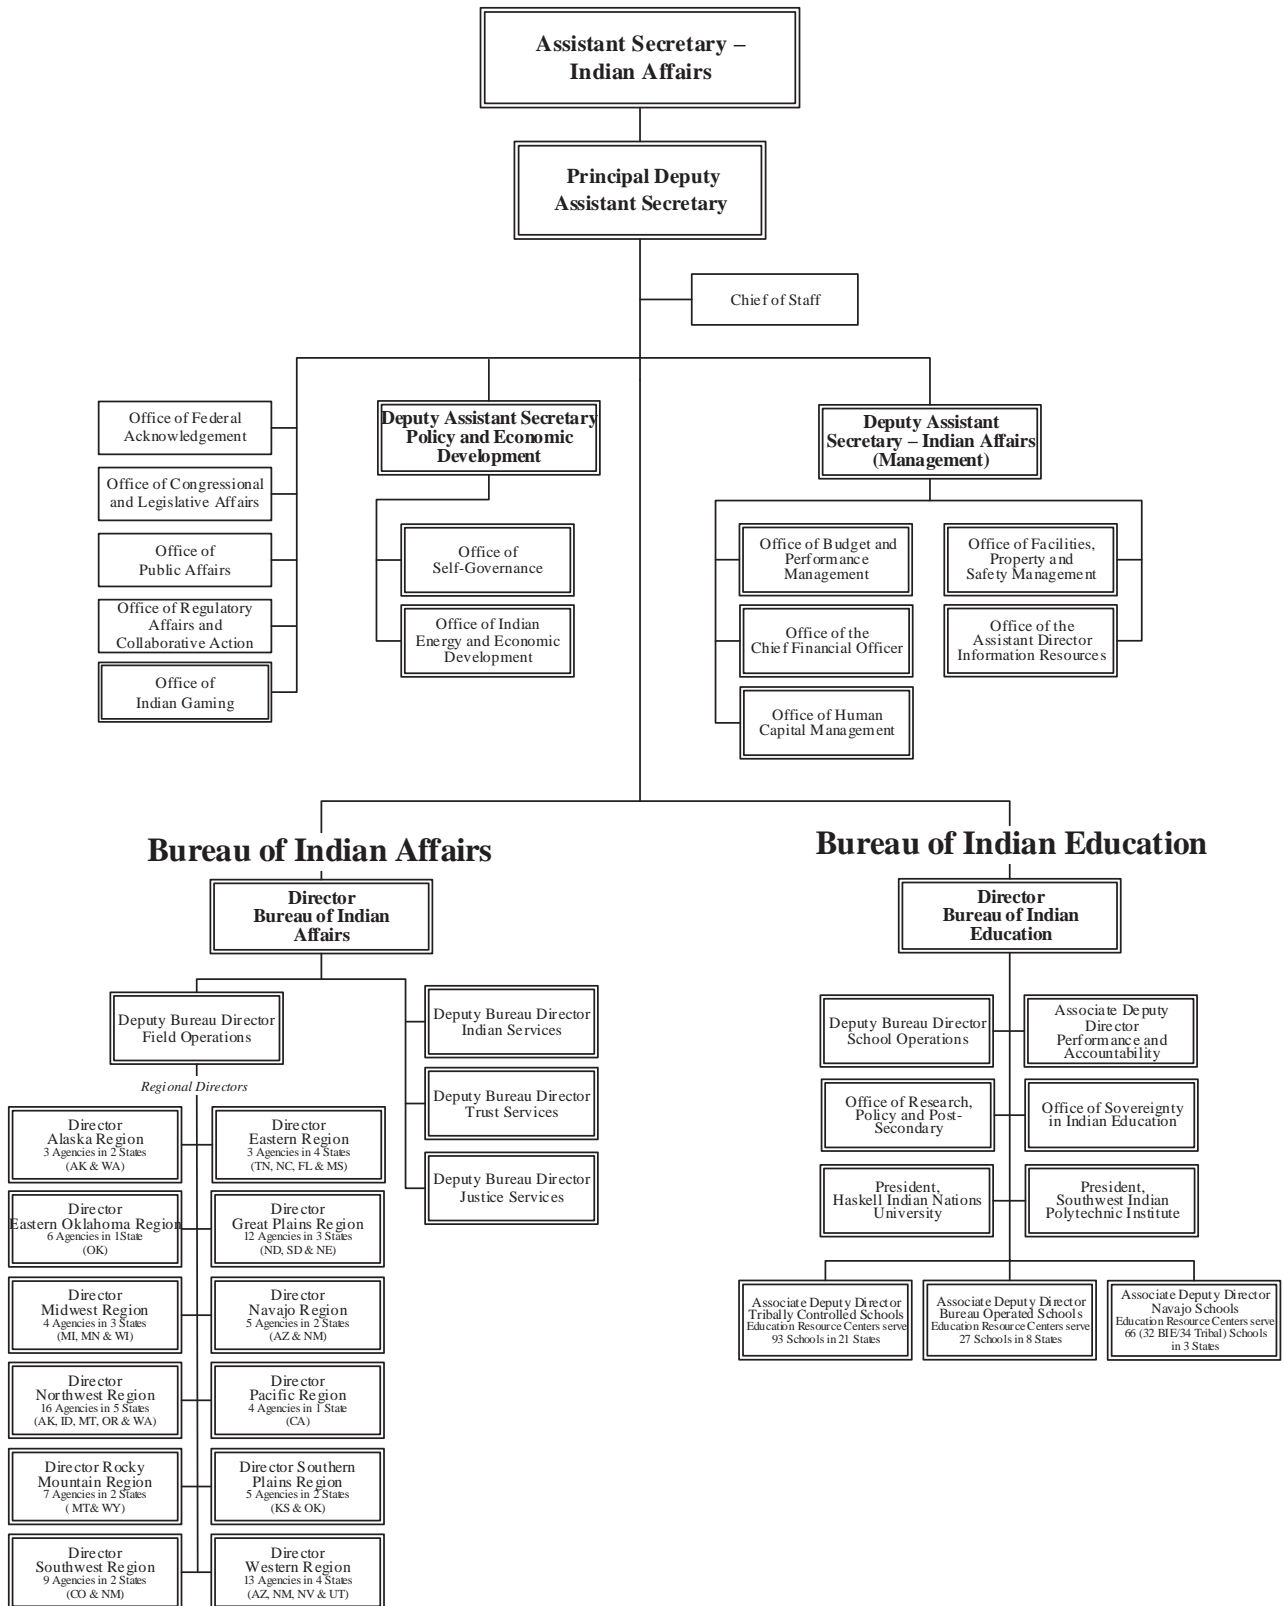 Assistant Secretary –
Indian Affairs
Principal Deputy
Assistant Secretary
Chief of Staff
Office of Federal
Acknowledgement
Office of Congressional
and Legislative Affairs
Office of
Public Affairs
Office of Regulatory
Affairs and
Collaborative Action
Office of
Indian Gaming
Deputy Assistant Secretary
Policy and Economic
Development
Office of
Self-Governance
Office of Indian
Energy and Economic
Development
Deputy Assistant
Secretary – Indian Affairs
(Management)
Office of Budget and
Performance
Management
Office of Facilities,
Property and
Safety Management
Office of the
Chief Financial Officer
Office of the
Assistant Director
Information Resources
Office of Human
Capital Management
Bureau of Indian Affairs
Director
Bureau of Indian
Affairs
Deputy Bureau Director
Field Operations
Deputy Bureau Director
Indian Services
Deputy Bureau Director
Trust Services
Deputy Bureau Director
Justice Services
Regional Directors
Director
Alaska Region
3 Agencies in 2 States
(AK & WA)
Director
Eastern Region
3 Agencies in 4 States
(TN, NC, FL & MS)
Director
Eastern Oklahoma Region
6 Agencies in 1State
(OK)
Director
Great Plains Region
12 Agencies in 3 States
(ND, SD & NE)
Director
Midwest Region
4 Agencies in 3 States
(MI, MN & WI)
Director
Navajo Region
5 Agencies in 2 States
(AZ & NM)
Director
Northwest Region
16 Agencies in 5 States
(AK, ID, MT, OR & WA)
Director
Pacific Region
4 Agencies in 1 State
(CA)
Director Rocky
Mountain Region
7 Agencies in 2 States
( MT& WY)
Director Southern
Plains Region
5 Agencies in 2 States
(KS & OK)
Director
Southwest Region
9 Agencies in 2 States
(CO & NM)
Director
Western Region
13 Agencies in 4 States
(AZ, NM, NV & UT)
Bureau of Indian Education
Director
Bureau of Indian
Education
Deputy Bureau Director
School Operations
Associate Deputy
Director
Performance and
Accountability
Office of Research,
Policy and Post-
Secondary
Office of Sovereignty
in Indian Education
President,
Haskell Indian Nations
University
President,
Southwest Indian
Polytechnic Institute
Associate Deputy Director
Tribally Controlled Schools
Education Resource Centers serve
93 Schools in 21 States
Associate Deputy Director
Bureau Operated Schools
Education Resource Centers serve
27 Schools in 8 States
Associate Deputy Director
Navajo Schools
Education Resource Centers serve
66 (32 BIE/34 Tribal) Schools
in 3 States